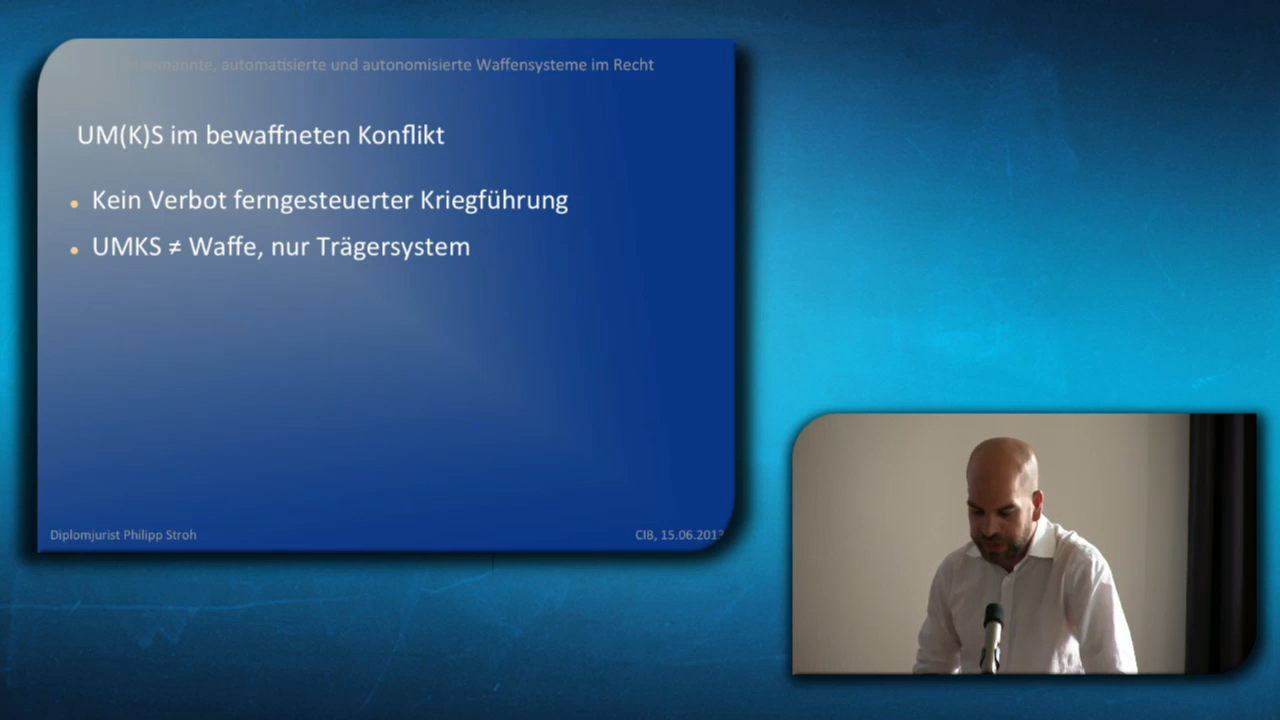 automatisierte und autonomisierte Waffensysteme im Recht
UM(K)S im bewaffneten Konflikt
• Kein Verbot ferngesteuerter Kriegführung
• UMKS ≠ Waffe, nur Trägersystem
Diplomjurist Philipp Stroh
CIB, 15.06.2013